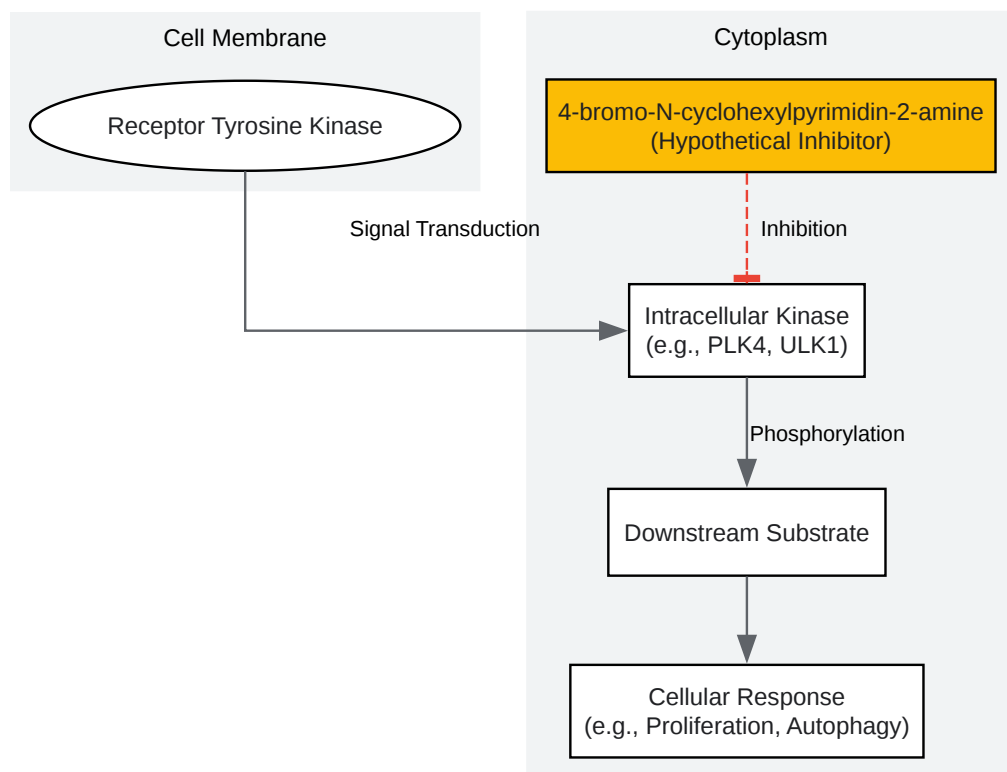 Cell Membrane
Receptor Tyrosine Kinase
Cytoplasm
4-bromo-N-cyclohexylpyrimidin-2-amine
(Hypothetical Inhibitor)
Signal Transduction
Inhibition
Intracellular Kinase
(e.g., PLK4, ULK1)
Phosphorylation
Downstream Substrate
Cellular Response
(e.g., Proliferation, Autophagy)